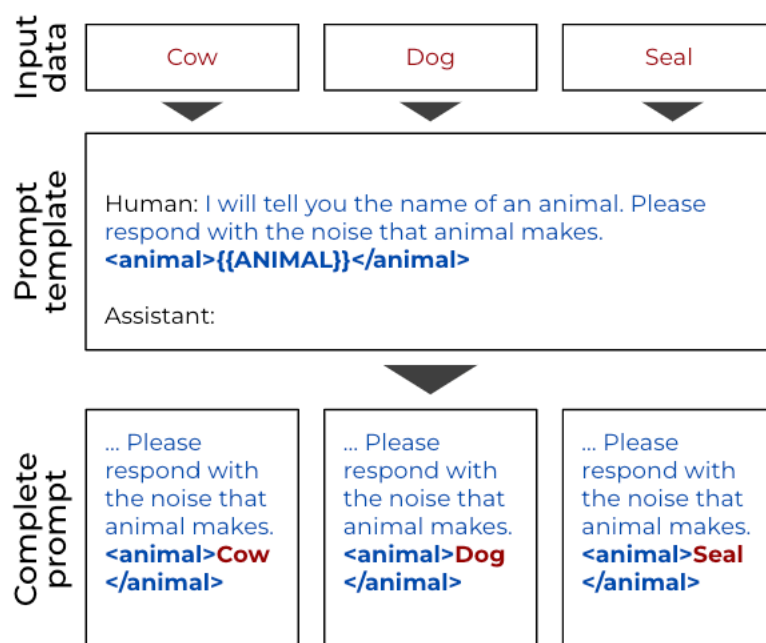 Input
data
Cow
Dog
Seal
Prompt
template
Human: I will tell you the name of an animal. Please
respond with the noise that animal makes.
<animal>{{ANIMAL}}</animal>
Assistant:
Complete
prompt
... Please
respond with
the noise that
animal makes.
<animal>Cow
</animal>
... Please
respond with
the noise that
animal makes.
<animal>Dog
</animal>
... Please
respond with
the noise that
animal makes.
<animal>Seal
</animal>